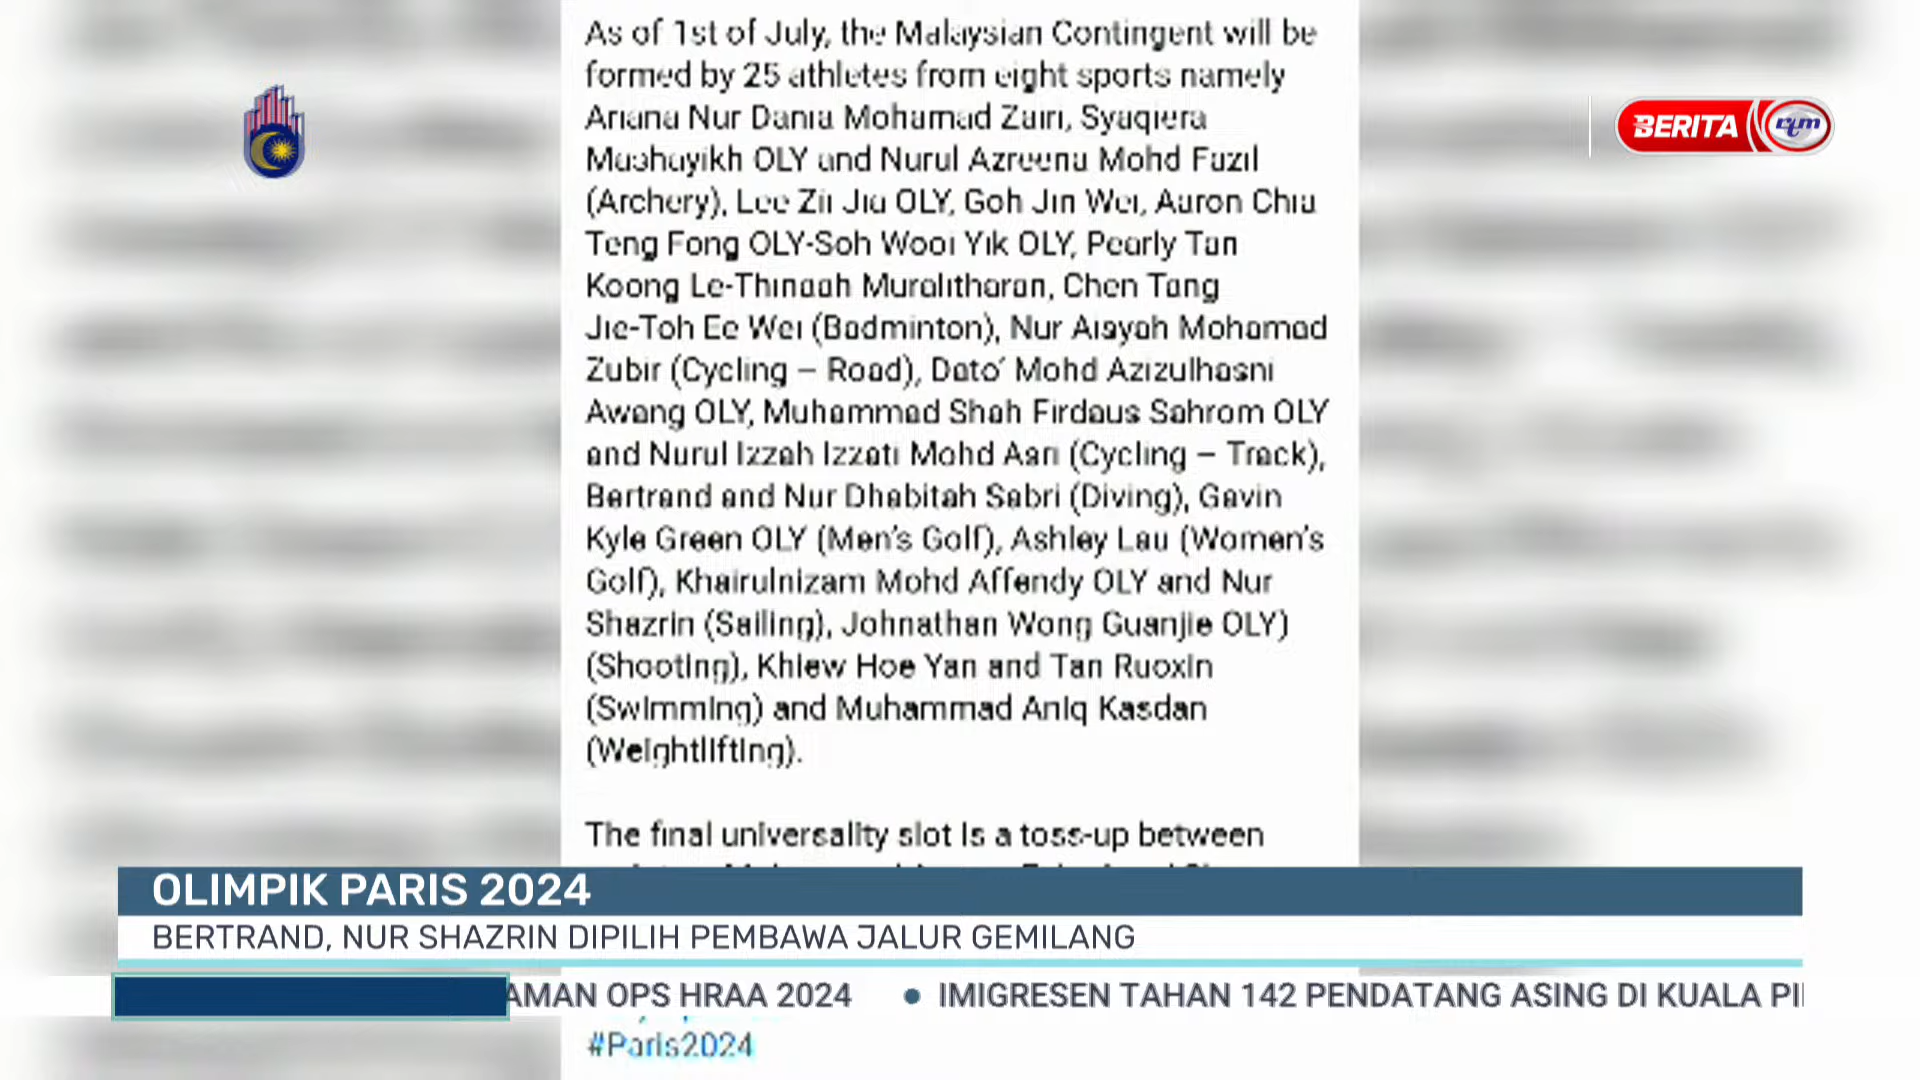 As of 1st of July, the Malaysian Contingent will be
formed by 25 athletes from eight sports namely
Ariana Nur Dania Mohamad Zairi, Syaqiera
Mashayikh OLY and Nurul Azreena Mohd Fazil
(Archery), Lee Zii Jia OLY, Goh Jin Wei, Aaron Chia
Teng Fong OLY-Soh Wooi Yik OLY, Pearly Tan
Koong Le-Thinaah Muralitharan, Chen Tang
Jie-Toh Ee Wei (Badminton), Nur Aisyah Mohamad
Zubir (Cycling – Road), Dato' Mohd Azizulhasni
Awang OLY, Muhammad Shah Firdaus Sahrom OLY
and Nurul Izzah Izzati Mohd Asri (Cycling – Track),
Bertrand and Nur Dhabitah Sabri (Diving), Gavin
Kyle Green OLY (Men's Golf), Ashley Lau (Women's
Golf), Khairulnizam Mohd Affendy OLY and Nur
Shazrin (Sailing), Johnathan Wong Guanjie OLY)
(Shooting), Khiew Hoe Yan and Tan Ruoxin
(Swimming) and Muhammad Aniq Kasdan
(Weightlifting).
The final universality slot is a toss-up between
BERITA rtm
OLIMPIK PARIS 2024
BERTRAND, NUR SHAZRIN DIPILIH PEMBAWA JALUR GEMILANG
AMAN OPS HRAA 2024 • IMIGRESEN TAHAN 142 PENDATANG ASING DI KUALA
#Paris2024